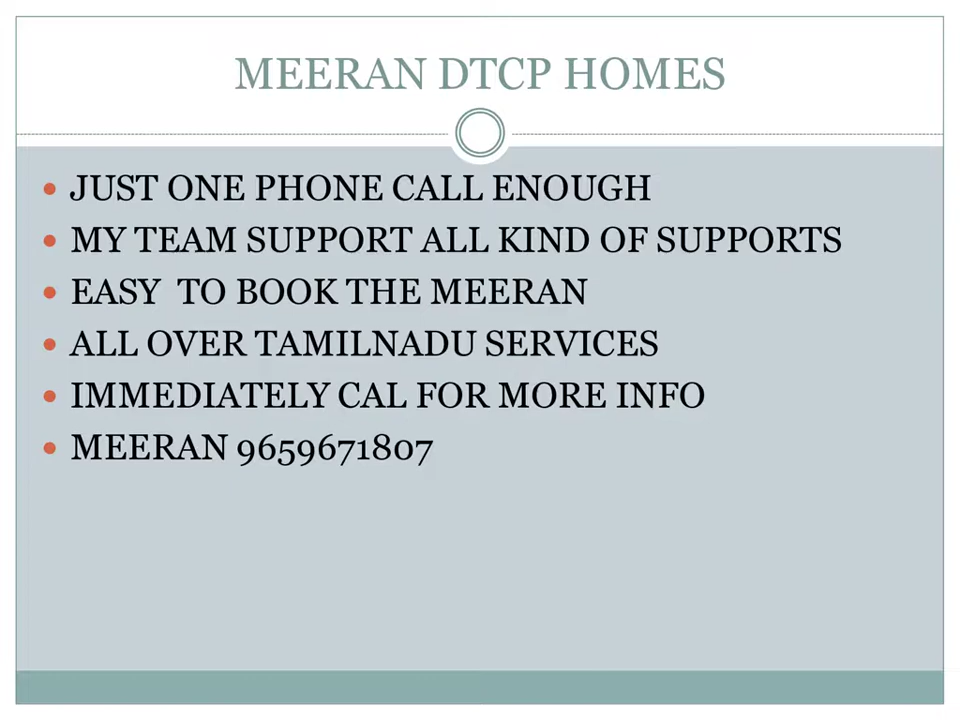 MEERAN DTCP HOMES
JUST ONE PHONE CALL ENOUGH
MY TEAM SUPPORT ALL KIND OF SUPPORTS
EASY  TO BOOK THE MEERAN
ALL OVER TAMILNADU SERVICES
IMMEDIATELY CAL FOR MORE INFO
MEERAN 9659671807